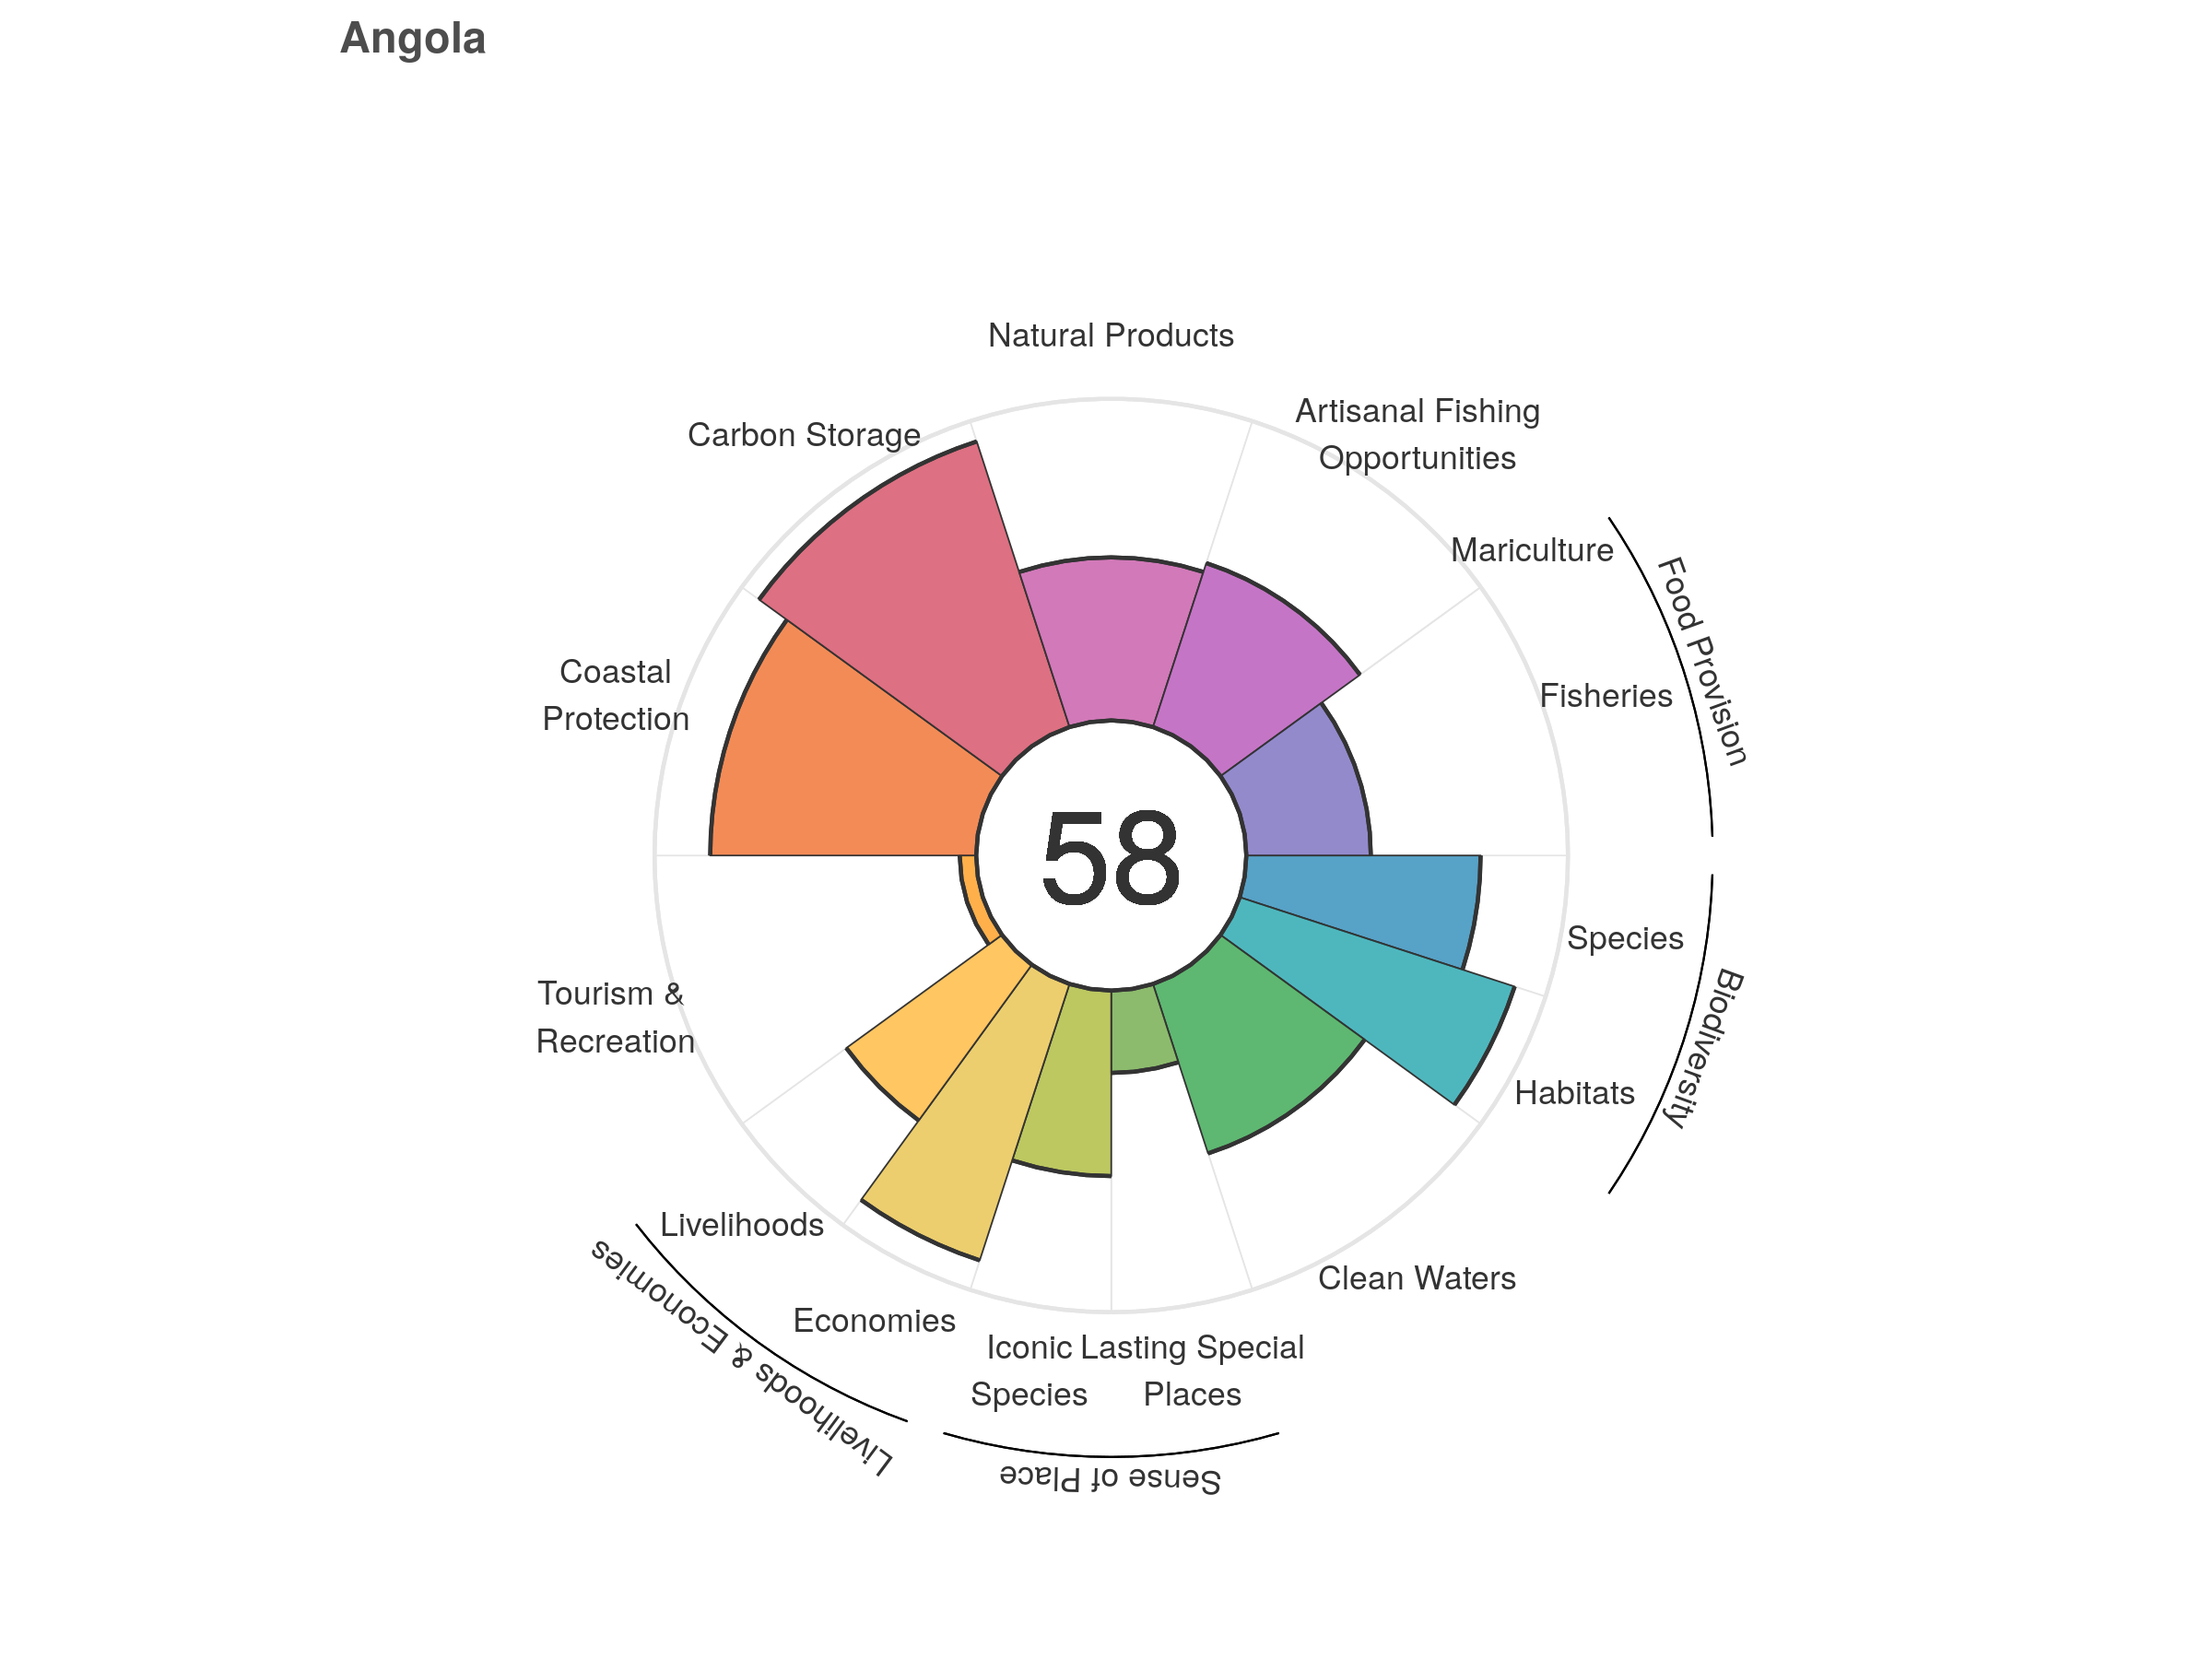 Angola
Natural Products
Artisanal Fishing
Opportunities
Carbon Storage
Mariculture
Food Provision
Fisheries
Coastal
Protection
58
Species
Biodiversity
Habitats
Tourism &
Recreation
Livelihoods
Livelihoods & Economies
Clean Waters
Economies
Iconic
Species
Lasting Special
Places
Sense of Place